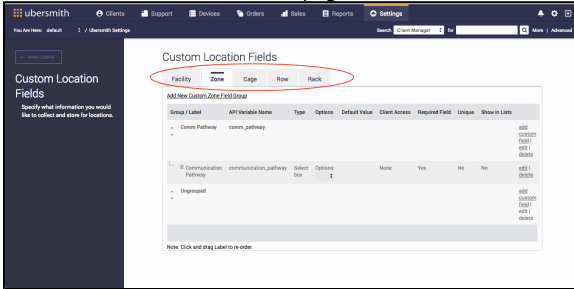 ubersmith Clients Support Devices Orders Sales Reports Settings
You Are Here: default / Ubersmith Settings Search Client Manager for More | Advanced
← MAIN CONFIG
Custom Location Fields
Specify what information you would like to collect and store for locations.
Custom Location Fields
Facility Zone Cage Row Rack
Add New Custom Zone Field Group
Group / Label API Variable Name Type Options Default Value Client Access Required Field Unique Show in Lists
Comm Pathway comm_pathway add custom field | edit | delete
Communication Pathway communication_pathway Select box Options None Yes No No edit | delete
Ungrouped add custom field | edit | delete
Note: Click and drag Label to re-order.